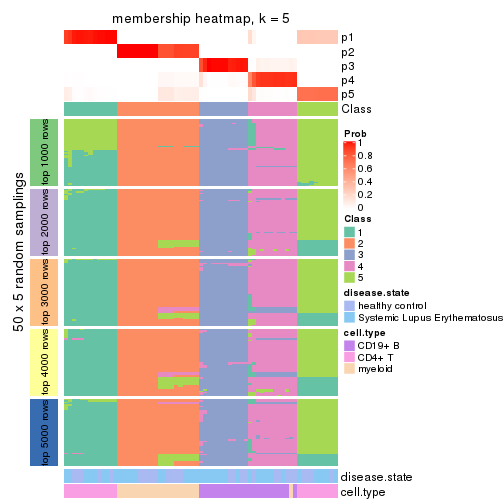 membership heatmap, k = 5
p1
p2
p3
p4
p5
Class
50 x 5 random samplings
top 1000 rows
top 2000 rows
top 3000 rows
top 4000 rows
top 5000 rows
disease.state
cell.type
Prob
1
0.8
0.6
0.4
0.2
0
Class
1
2
3
4
5
disease.state
healthy control
Systemic Lupus Erythematosus
cell.type
CD19+ B
CD4+ T
myeloid